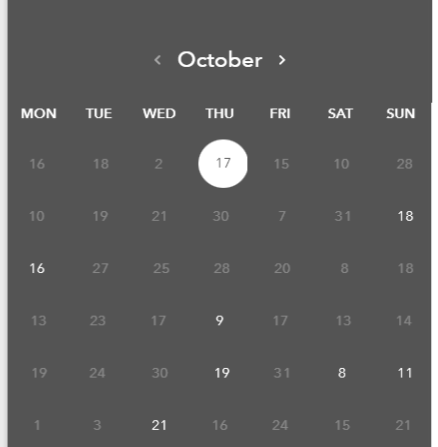 ‹ October ›
MON TUE WED THU FRI SAT SUN
16 18 2 17 15 10 28
10 19 21 30 7 31 18
16 27 25 28 20 8 18
13 23 17 9 17 13 14
19 24 30 19 31 8 11
1 3 21 16 24 15 21